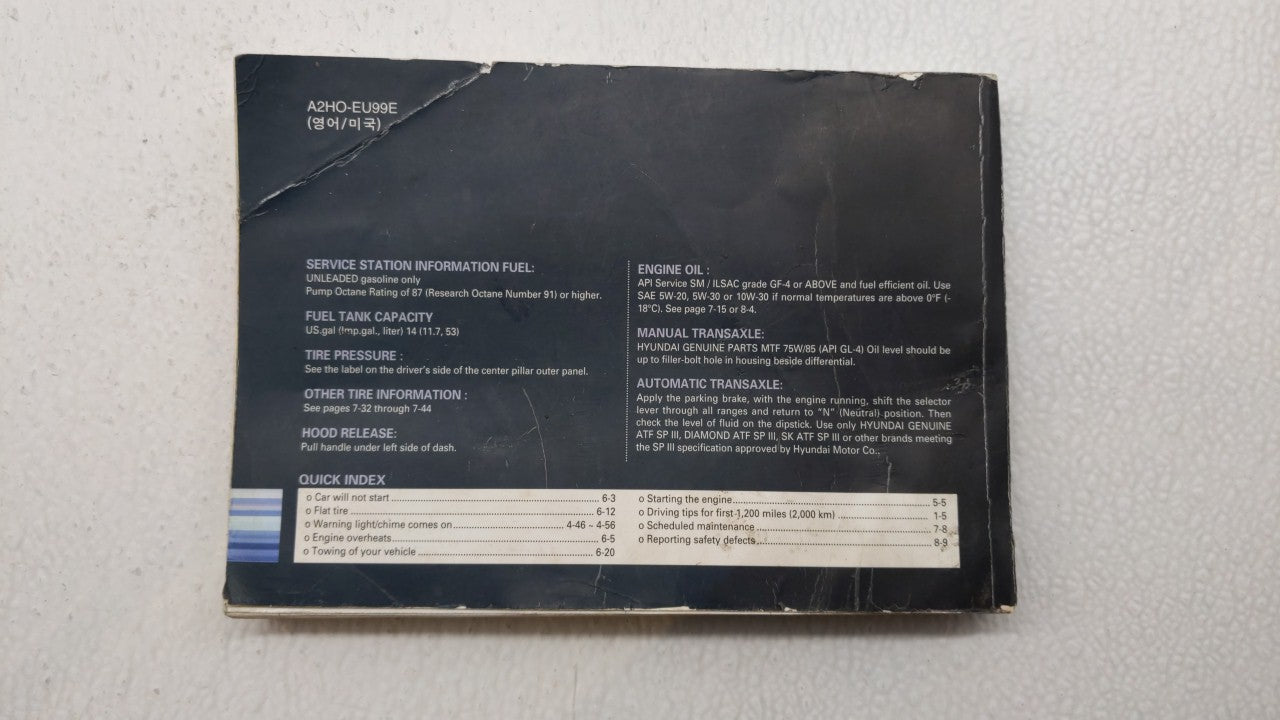 A2HO-EU99E
(영어/미국)
SERVICE STATION INFORMATION FUEL:
UNLEADED gasoline only
Pump Octane Rating of 87 (Research Octane Number 91) or higher.
FUEL TANK CAPACITY
US.gal (Imp.gal., liter) 14 (11.7, 53)
TIRE PRESSURE :
See the label on the driver's side of the center pillar outer panel.
OTHER TIRE INFORMATION :
See pages 7-32 through 7-44
HOOD RELEASE:
Pull handle under left side of dash.
ENGINE OIL :
API Service SM / ILSAC grade GF-4 or ABOVE and fuel efficient oil. Use
SAE 5W-20, 5W-30 or 10W-30 if normal temperatures are above 0°F (-
18°C). See page 7-15 or 8-4.
MANUAL TRANSAXLE:
HYUNDAI GENUINE PARTS MTF 75W/85 (API GL-4) Oil level should be
up to filler-bolt hole in housing beside differential.
AUTOMATIC TRANSAXLE:
Apply the parking brake, with the engine running, shift the selector
lever through all ranges and return to "N" (Neutral) position. Then
check the level of fluid on the dipstick. Use only HYUNDAI GENUINE
ATF SP III, DIAMOND ATF SP III, SK ATF SP III or other brands meeting
the SP III specification approved by Hyundai Motor Co..
QUICK INDEX
o Car will not start ........ 6-3
o Flat tire ........ 6-12
o Warning light/chime comes on ........ 4-46 ~ 4-56
o Engine overheats ........ 6-5
o Towing of your vehicle ........ 6-20
o Starting the engine ........ 5-5
o Driving tips for first 1,200 miles (2,000 km) ........ 1-5
o Scheduled maintenance ........ 7-8
o Reporting safety defects ........ 8-9